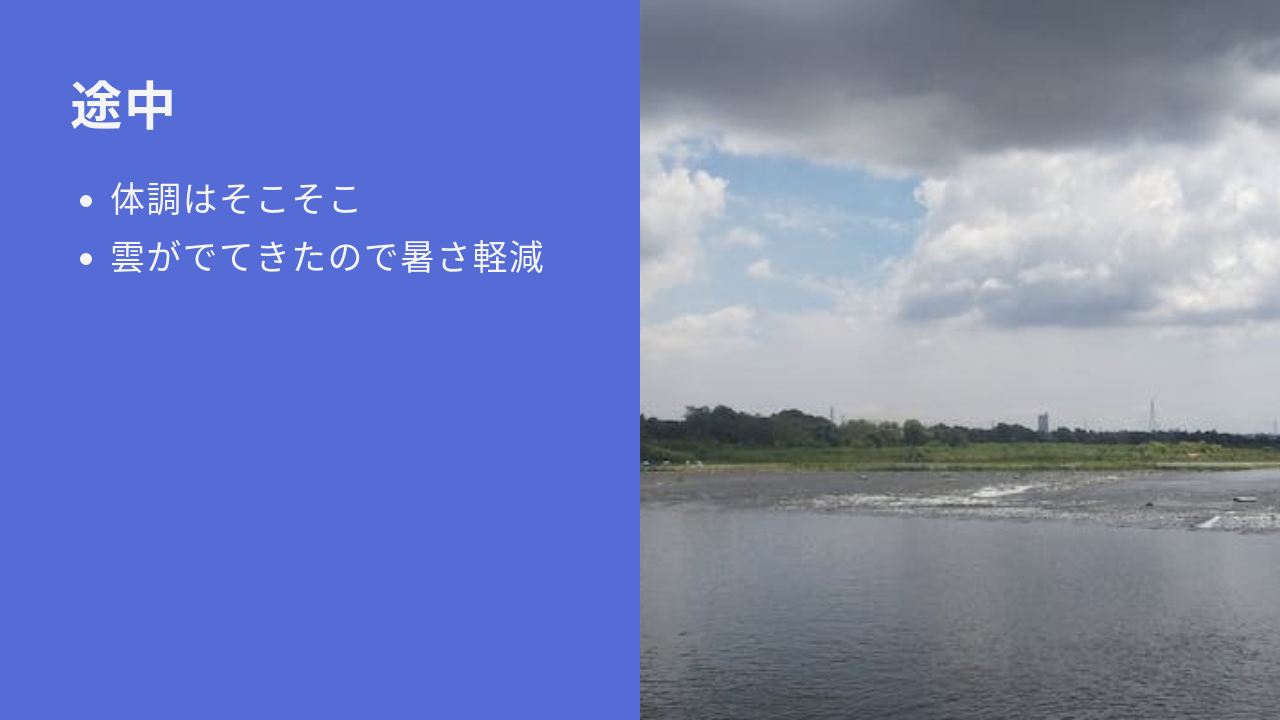 途中
体調はそこそこ
雲がでてきたので暑さ軽減